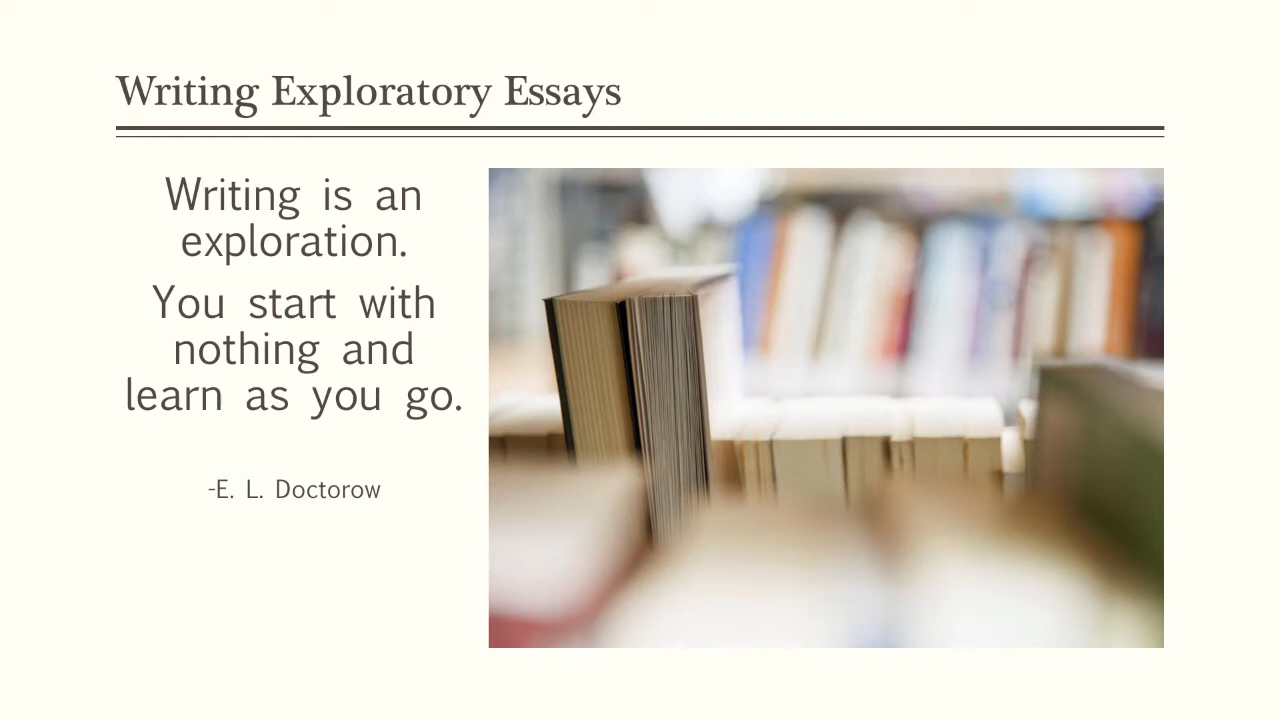 Writing Exploratory Essays
Writing is an
exploration.
You start with
nothing and
learn as you go.
-E. L. Doctorow